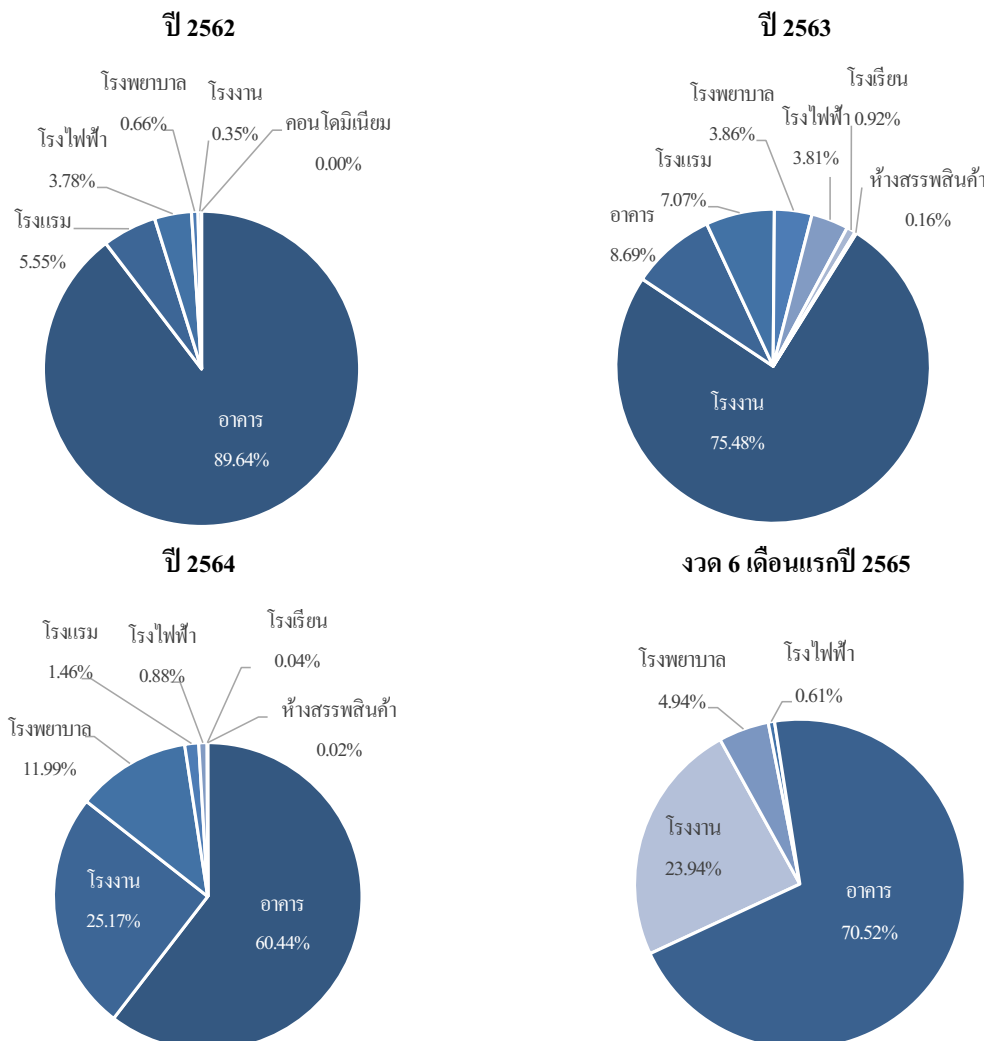 ปี 2562
โรงพยาบาล
0.66%
โรงงาน
0.35%
คอนโดมิเนียม
0.00%
โรงไฟฟ้า
3.78%
โรงแรม
5.55%
อาคาร
89.64%
ปี 2563
โรงเรียน
0.92%
โรงพยาบาล
3.86%
โรงไฟฟ้า
3.81%
โรงแรม
7.07%
ห้างสรรพสินค้า
0.16%
อาคาร
8.69%
โรงงาน
75.48%
ปี 2564
โรงแรม
1.46%
โรงไฟฟ้า
0.88%
โรงเรียน
0.04%
ห้างสรรพสินค้า
0.02%
โรงพยาบาล
11.99%
โรงงาน
25.17%
อาคาร
60.44%
งวด 6 เดือนแรกปี 2565
โรงพยาบาล
4.94%
โรงไฟฟ้า
0.61%
โรงงาน
23.94%
อาคาร
70.52%